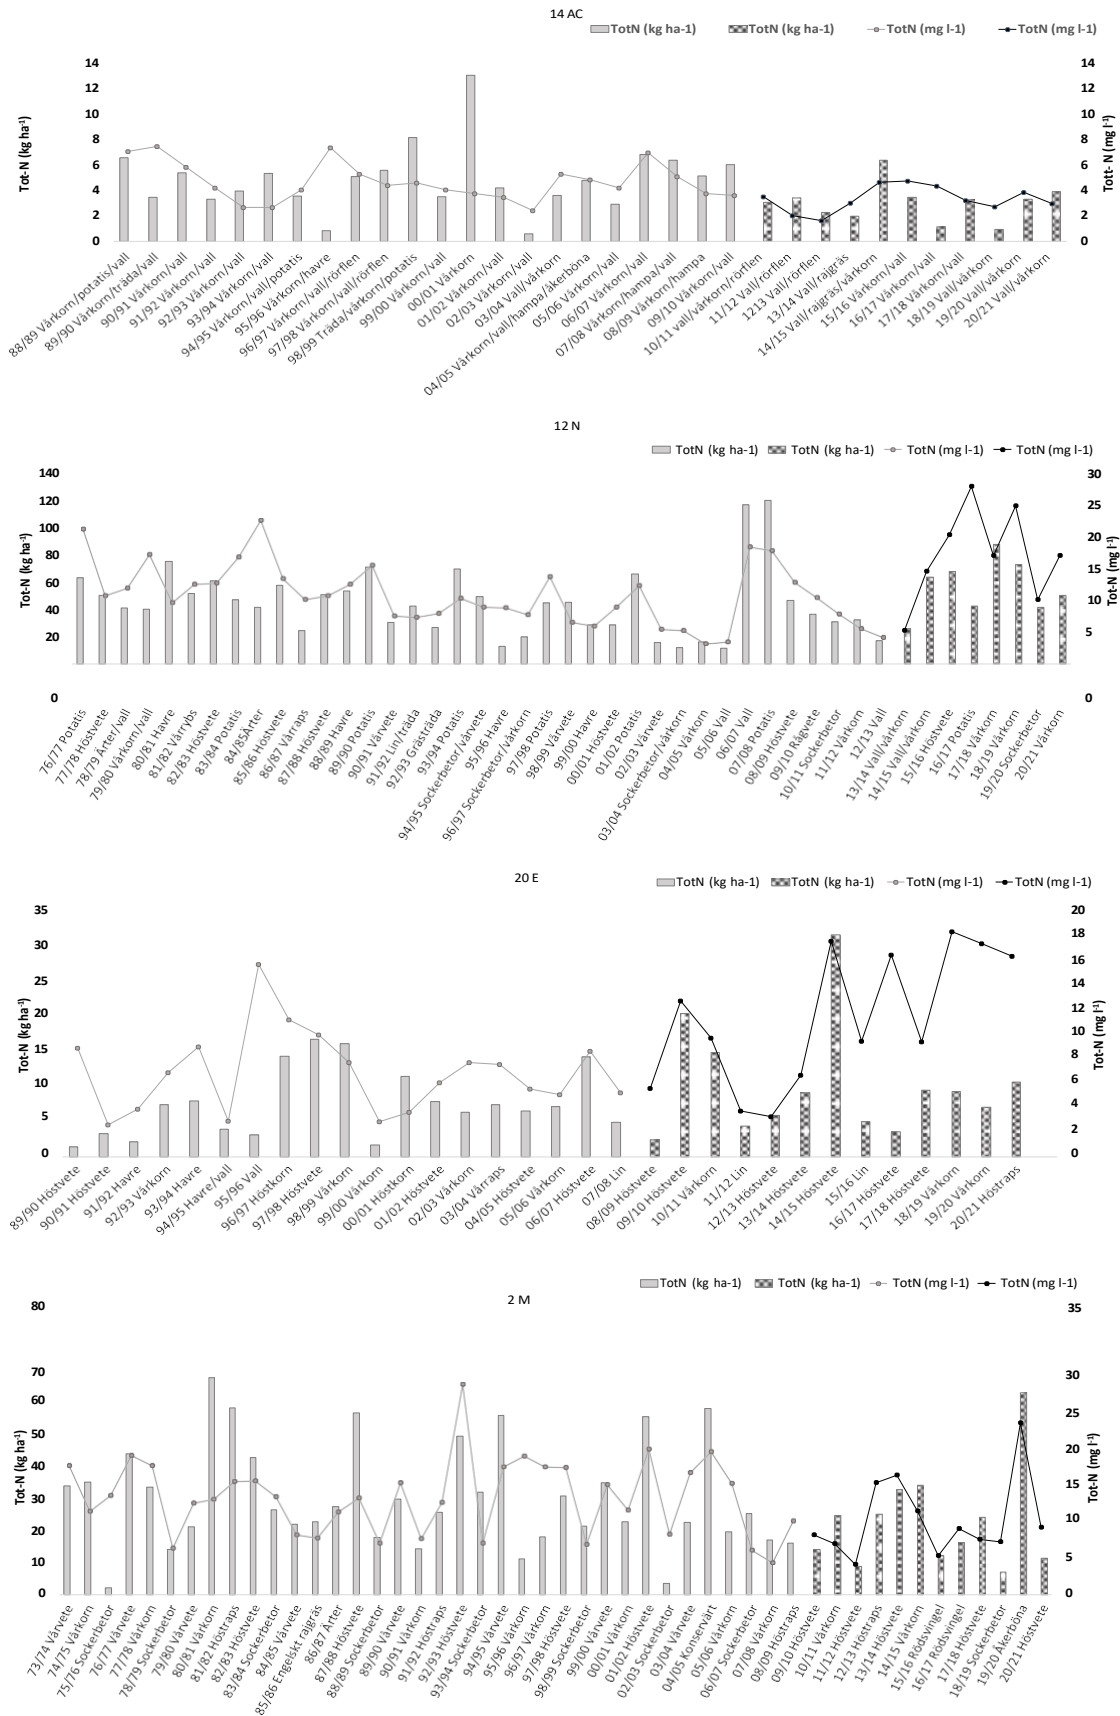 14 AC
TotN (kg ha-1) TotN (kg ha-1) TotN (mg l-1) TotN (mg l-1)
Tot-N (kg ha-1)
14
12
10
8
6
4
2
0
14
12
10
8
6
4
2
0
Tott- N (mg l-1)
88/89 Vårkorn/potatis/vall
89/90 Vårkorn/träda/vall
90/91 Vårkorn/vall
91/92 Vårkorn/vall
92/93 Vårkorn/vall
93/94 Vårkorn/vall
94/95 Vårkorn/vall/potatis
95/96 Vårkorn/havre
96/97 Vårkorn/vall/rörflen
97/98 Vårkorn/vall/rörflen
98/99 Träda/vårkorn/potatis
99/00 Vårkorn/vall
00/01 Vårkorn
01/02 Vårkorn/vall
02/03 Vårkorn/vall
03/04 Vall/vårkorn
04/05 Vårkorn/vall/hampa/åkerböna
05/06 Vårkorn/vall
06/07 Vårkorn/vall
07/08 Vårkorn/hampa/vall
08/09 Vårkorn/hampa
09/10 Vårkorn/vall
10/11 vall/vårkorn/rörflen
11/12 Vall/rörflen
1213 Vall/rörflen
13/14 Vall/rajgräs
14/15 Vall/rajgräs/vårkorn
15/16 Vårkorn/vall
16/17 Vårkorn/vall
17/18 Vårkorn/vall
18/19 Vall/vårkorn
19/20 Vall/vårkorn
20/21 Vall/vårkorn
12 N
TotN (kg ha-1) TotN (kg ha-1) TotN (mg l-1) TotN (mg l-1)
Tot-N (kg ha-1)
140
120
100
80
60
40
20
0
30
25
20
15
10
5
0
Tot-N (mg l-1)
76/77 Potatis
77/78 Höstvete
78/79 Ärter/vall
79/80 Vårkorn/vall
80/81 Havre
81/82 Vårrybs
82/83 Höstvete
83/84 Potatis
84/85Ärter
85/86 Höstvete
86/87 Vårraps
87/88 Höstvete
88/89 Havre
89/90 Potatis
90/91 Vårvete
91/92 Lin/träda
92/93 Grästräda
93/94 Potatis
94/95 Sockerbetor/vårvete
95/96 Havre
96/97 Sockerbetor/vårkorn
97/98 Potatis
98/99 Vårvete
99/00 Havre
00/01 Höstvete
01/02 Potatis
02/03 Vårvete
03/04 Sockerbetor/vårkorn
04/05 Vårkorn
05/06 Vall
06/07 Vall
07/08 Potatis
08/09 Höstvete
09/10 Rågvete
10/11 Sockerbetor
11/12 Vårkorn
12/13 Vall
13/14 Vall/vårkorn
14/15 Vall/vårkorn
15/16 Höstvete
16/17 Potatis
17/18 Vårkorn
18/19 Vårkorn
19/20 Sockerbetor
20/21 Vårkorn
20 E
TotN (kg ha-1) TotN (kg ha-1) TotN (mg l-1) TotN (mg l-1)
Tot-N (kg ha-1)
35
30
25
20
15
10
5
0
20
18
16
14
12
10
8
6
4
2
0
Tot-N (mg l-1)
89/90 Höstvete
90/91 Höstvete
91/92 Havre
92/93 Vårkorn
93/94 Havre
94/95 Havre/vall
95/96 Vall
96/97 Höstkorn
97/98 Höstvete
98/99 Vårkorn
99/00 Vårkorn
00/01 Höstkorn
01/02 Höstvete
02/03 Vårkorn
03/04 Vårraps
04/05 Höstvete
05/06 Vårkorn
06/07 Höstvete
07/08 Lin
08/09 Höstvete
09/10 Höstvete
10/11 Vårkorn
11/12 Lin
12/13 Höstvete
13/14 Höstvete
14/15 Höstvete
15/16 Lin
16/17 Höstvete
17/18 Höstvete
18/19 Vårkorn
19/20 Vårkorn
20/21 Höstraps
TotN (kg ha-1) TotN (kg ha-1) TotN (mg l-1) TotN (mg l-1)
2 M
Tot-N (kg ha-1)
80
70
60
50
40
30
20
10
0
35
30
25
20
15
10
5
0
Tot-N (mg l-1)
73/74 Vårvete
74/75 Vårkorn
75/76 Sockerbetor
76/77 Vårvete
77/78 Vårkorn
78/79 Sockerbetor
79/80 Vårvete
80/81 Vårkorn
81/82 Höstraps
82/83 Höstvete
83/84 Sockerbetor
84/85 Vårvete
85/86 Engelskt rajgräs
86/87 Ärter
87/88 Höstvete
88/89 Sockerbetor
89/90 Vårvete
90/91 Vårkorn
91/92 Höstraps
92/93 Höstvete
93/94 Sockerbetor
94/95 Vårvete
95/96 Vårkorn
96/97 Vårkorn
97/98 Höstvete
98/99 Sockerbetor
99/00 Vårvete
00/01 Vårkorn
01/02 Höstvete
02/03 Sockerbetor
03/04 Vårvete
04/05 Konservärt
05/06 Vårkorn
06/07 Sockerbetor
07/08 Vårkorn
08/09 Höstraps
09/10 Höstvete
10/11 Vårkorn
11/12 Höstvete
12/13 Höstraps
13/14 Höstvete
14/15 Vårkorn
15/16 Rödsvingel
16/17 Rödsvingel
17/18 Höstvete
18/19 Sockerbetor
19/20 Åkerböna
20/21 Höstvete